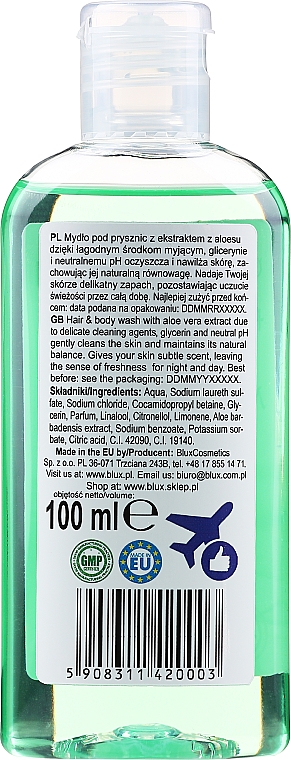 PL Mydło pod prysznic z ekstraktem z aloesu
dzięki łagodnym środkom myjącym, glicerynie
i neutralnemu pH oczyszcza i nawilża skórę, za-
chowując jej naturalną równowagę. Nadaje Twojej
skórze delikatny zapach, pozostawiając uczucie
świeżości przez całą dobę. Najlepiej zużyć przed koń-
cem: data podana na opakowaniu: DDMMRRXXXXX.
GB Hair & body wash with aloe vera extract due to
delicate cleaning agents, glycerin and neutral pH
gently cleans the skin and maintains its natural
balance. Gives your skin subtle scent, leaving
the sense of freshness for night and day. Best
before: see the packaging: DDMMYYXXXXX.
Składniki/Ingredients: Aqua, Sodium laureth sul-
fate, Sodium chloride, Cocamidopropyl betaine, Gly-
cerin, Parfum, Linalool, Citronellol, Limonene, Aloe bar-
badensis extract, Sodium benzoate, Potassium sor-
bate, Citric acid, C.I. 42090, C.I. 19140.
Made in the EU by/Producent: BluxCosmetics
Sp. z o.o. PL 36-071 Trzciana 243B, tel. +48 17 855 14 71.
Visit us at: www.blux.pl Email us: biuro@blux.com.pl
Shop at: www.blux.sklep.pl
objętość netto/volume:
100 ml e
GMP
MADE IN
EU
5 908311 420003